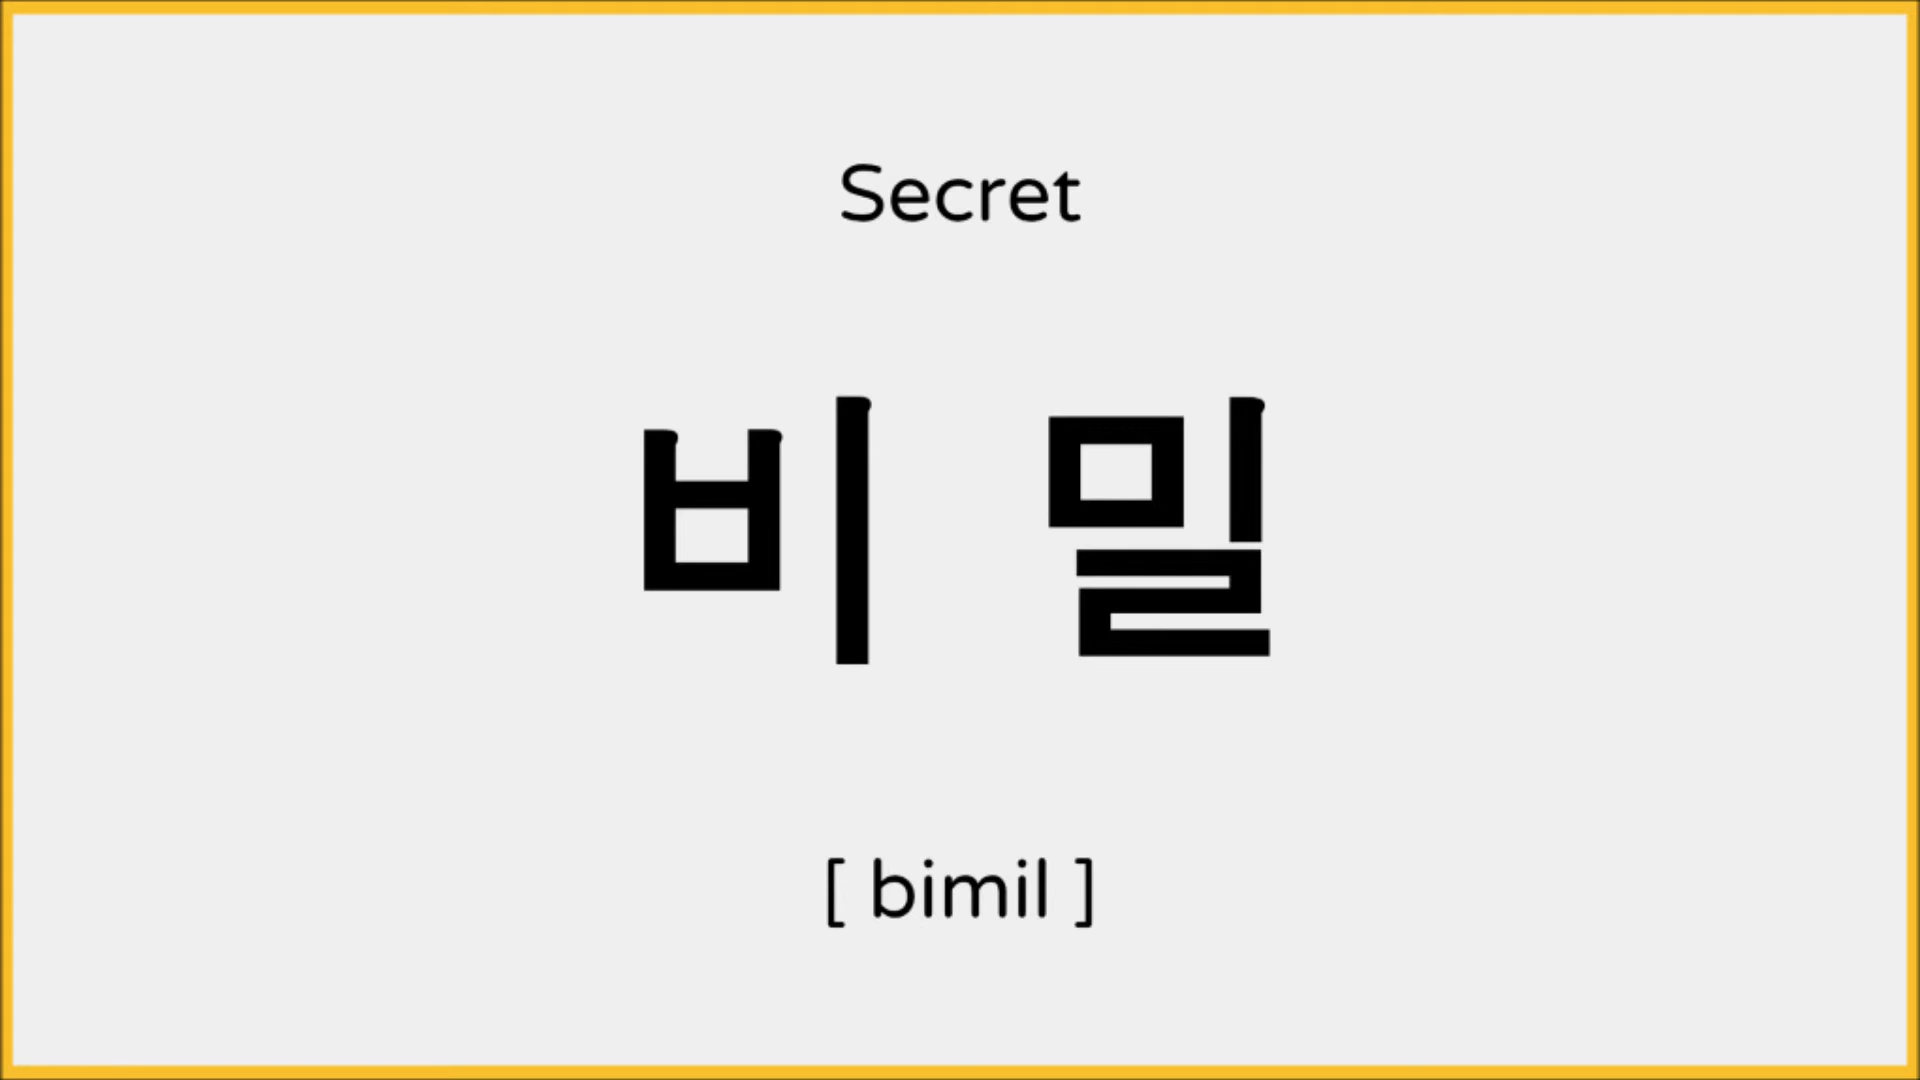 Secret
비 밀
[ bimil ]